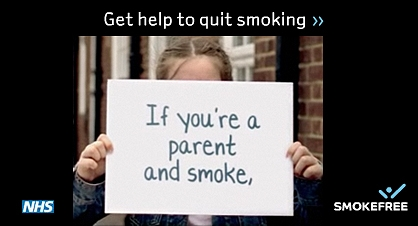 Get help to quit smoking »
If you're a
parent
and smoke,
NHS
SMOKEFREE